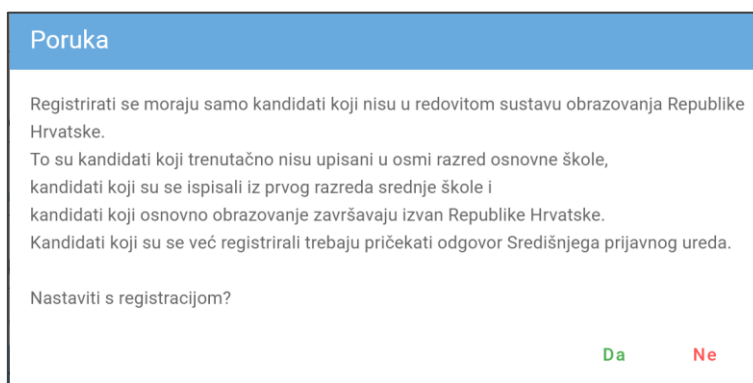 Poruka
Registrirati se moraju samo kandidati koji nisu u redovitom sustavu obrazovanja Republike
Hrvatske.
To su kandidati koji trenutačno nisu upisani u osmi razred osnovne škole,
kandidati koji su se ispisali iz prvog razreda srednje škole i
kandidati koji osnovno obrazovanje završavaju izvan Republike Hrvatske.
Kandidati koji su se već registrirali trebaju pričekati odgovor Središnjega prijavnog ureda.
Nastaviti s registracijom?
Da Ne